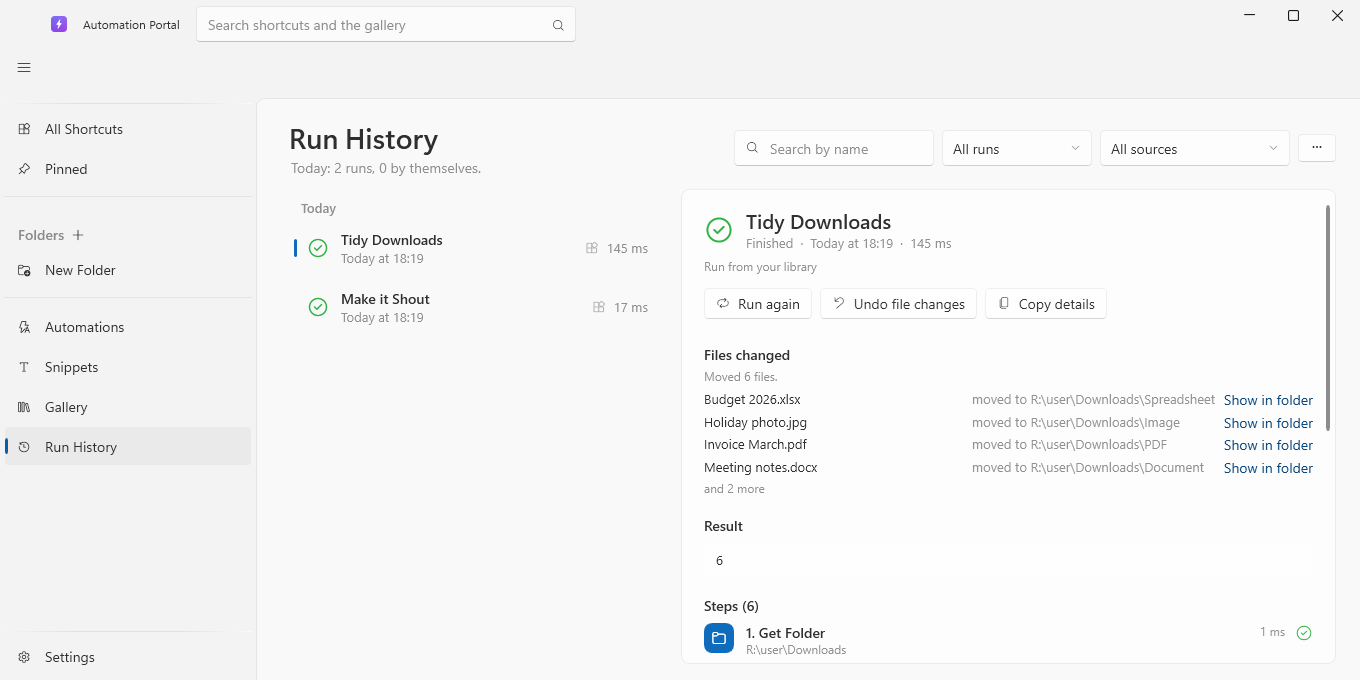 Automation Portal
Search shortcuts and the gallery
All Shortcuts
Pinned
Folders
New Folder
Automations
Snippets
Gallery
Run History
Settings
Run History
Today: 2 runs, 0 by themselves.
Search by name
All runs
All sources
...
Today
Tidy Downloads
Today at 18:19
145 ms
Make it Shout
Today at 18:19
17 ms
Tidy Downloads
Finished · Today at 18:19 · 145 ms
Run from your library
Run again
Undo file changes
Copy details
Files changed
Moved 6 files.
Budget 2026.xlsx moved to R:\user\Downloads\Spreadsheet Show in folder
Holiday photo.jpg moved to R:\user\Downloads\Image Show in folder
Invoice March.pdf moved to R:\user\Downloads\PDF Show in folder
Meeting notes.docx moved to R:\user\Downloads\Document Show in folder
and 2 more
Result
6
Steps (6)
1. Get Folder
R:\user\Downloads
1 ms